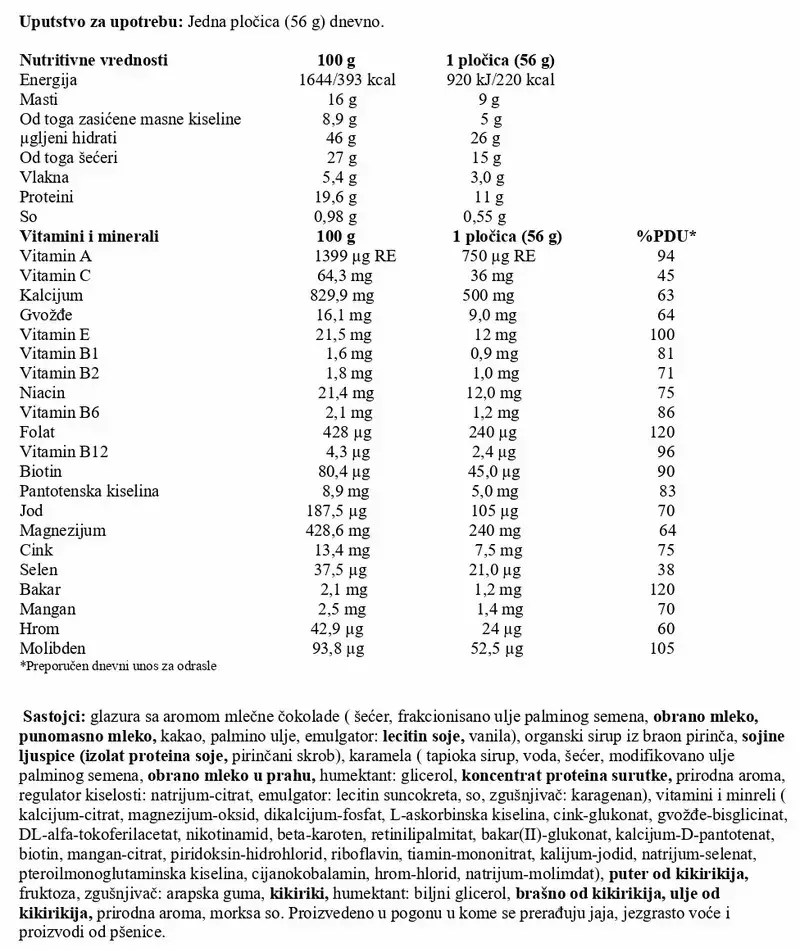 Uputstvo za upotrebu: Jedna pločica (56 g) dnevno.
Nutritivne vrednosti 100 g 1 pločica (56 g)
Energija 1644/393 kcal 920 kJ/220 kcal
Masti 16 g 9 g
Od toga zasićene masne kiseline 8,9 g 5 g
µgljeni hidrati 46 g 26 g
Od toga šećeri 27 g 15 g
Vlakna 5,4 g 3,0 g
Proteini 19,6 g 11 g
So 0,98 g 0,55 g
Vitamini i minerali 100 g 1 pločica (56 g) %PDU*
Vitamin A 1399 µg RE 750 µg RE 94
Vitamin C 64,3 mg 36 mg 45
Kalcijum 829,9 mg 500 mg 63
Gvožđe 16,1 mg 9,0 mg 64
Vitamin E 21,5 mg 12 mg 100
Vitamin B1 1,6 mg 0,9 mg 81
Vitamin B2 1,8 mg 1,0 mg 71
Niacin 21,4 mg 12,0 mg 75
Vitamin B6 2,1 mg 1,2 mg 86
Folat 428 µg 240 µg 120
Vitamin B12 4,3 µg 2,4 µg 96
Biotin 80,4 µg 45,0 µg 90
Pantotenska kiselina 8,9 mg 5,0 mg 83
Jod 187,5 µg 105 µg 70
Magnezijum 428,6 mg 240 mg 64
Cink 13,4 mg 7,5 mg 75
Selen 37,5 µg 21,0 µg 38
Bakar 2,1 mg 1,2 mg 120
Mangan 2,5 mg 1,4 mg 70
Hrom 42,9 µg 24 µg 60
Molibden 93,8 µg 52,5 µg 105
*Preporučen dnevni unos za odrasle
Sastojci: glazura sa aromom mlečne čokolade ( šećer, frakcionisano ulje palminog semena, obrano mleko,
punomasno mleko, kakao, palmino ulje, emulgator: lecitin soje, vanila), organski sirup iz braon pirinča, sojine
ljuspice (izolat proteina soje, pirinčani skrob), karamela ( tapioka sirup, voda, šećer, modifikovano ulje
palminog semena, obrano mleko u prahu, humektant: glicerol, koncentrat proteina surutke, prirodna aroma,
regulator kiselosti: natrijum-citrat, emulgator: lecitin suncokreta, so, zgušnjivač: karagenan), vitamini i minreli (
kalcijum-citrat, magnezijum-oksid, dikalcijum-fosfat, L-askorbinska kiselina, cink-glukonat, gvožđe-bisglicinat,
DL-alfa-tokoferilacetat, nikotinamid, beta-karoten, retinilipalmitat, bakar(II)-glukonat, kalcijum-D-pantotenat,
biotin, mangan-citrat, piridoksin-hidrohlorid, riboflavin, tiamin-mononitrat, kalijum-jodid, natrijum-selenat,
pteroilmonoglutaminska kiselina, cijanokobalamin, hrom-hlorid, natrijum-molimdat), puter od kikirikija,
fruktoza, zgušnjivač: arapska guma, kikiriki, humektant: biljni glicerol, brašno od kikirikija, ulje od
kikirikija, prirodna aroma, morksa so. Proizvedeno u pogonu u kome se prerađuju jaja, jezgrasto voće i
proizvodi od pšenice.